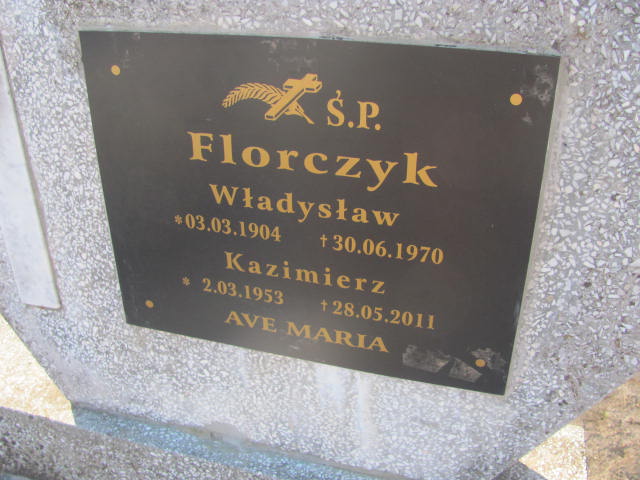 Ś.P.
Florczyk
Władysław
*03.03.1904 †30.06.1970
Kazimierz
* 2.03.1953 †28.05.2011
AVE MARIA